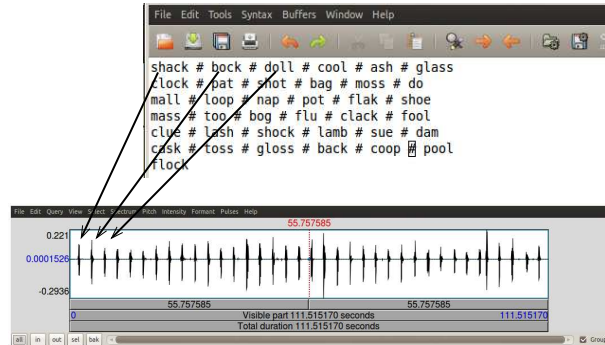 File Edit Tools Syntax Buffers Window Help
shack # bock # doll # cool # ash # glass
clock # pat # shot # bag # moss # do
mall # loop # nap # pot # flak # shoe
mass # too # bog # flu # clack # fool
clue # lash # shock # lamb # sue # dam
cask # toss # gloss # back # coop # pool
flock
File Edit Query View Select Spectrum Pitch Intensity Formant Pulses Help
55.757585
0.221
0.0001526
-0.2936
55.757585 55.757585
0 Visible part 111.515170 seconds 111.515170
Total duration 111.515170 seconds
all in out sel bak Group